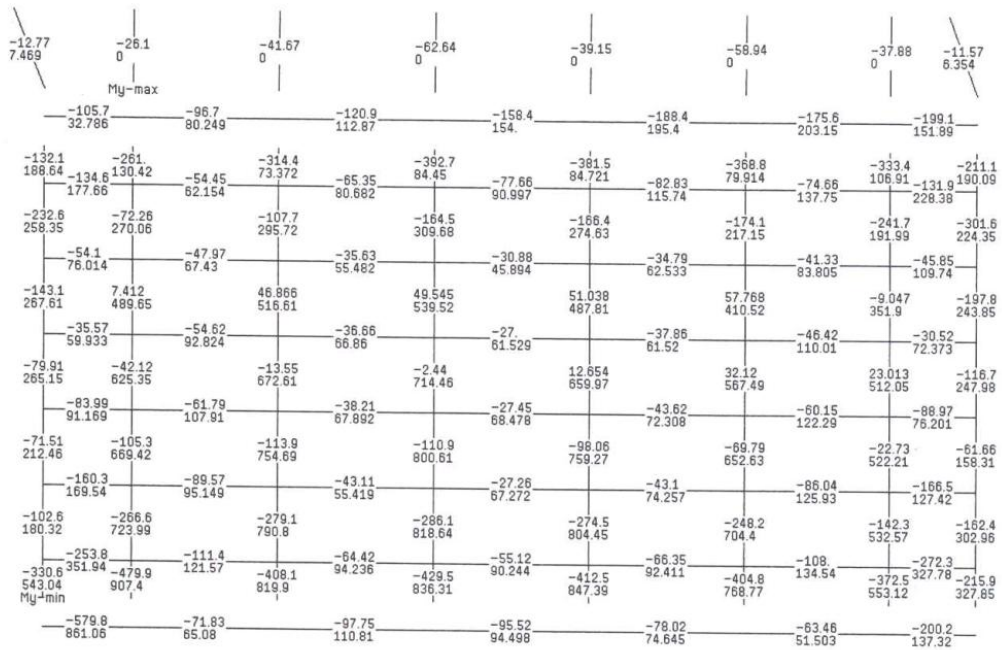 -12.77 -26.1 -41.67 -62.64 -39.15 -58.94 -37.88 -11.57
7.469 0 0 0 0 0 0 6.354
My-max
-105.7 -96.7 -120.9 -158.4 -188.4 -175.6 -199.1
32.786 80.249 112.87 154. 195.4 203.15 151.89
-132.1 -261. -314.4 -392.7 -381.5 -368.8 -333.4 -211.1
188.64 130.42 73.372 84.45 84.721 79.914 106.91 190.09
-134.6 -54.45 -65.35 -77.66 -82.83 -74.66 -131.9
177.66 62.154 80.682 90.997 115.74 137.75 228.38
-232.6 -72.26 -107.7 -164.5 -166.4 -174.1 -241.7 -301.6
258.35 270.06 295.72 309.68 274.63 217.15 191.99 224.35
-54.1 -47.97 -35.63 -30.88 -34.79 -41.33 -45.85
76.014 67.43 55.482 45.894 62.533 83.805 109.74
-143.1 7.412 46.866 49.545 51.038 57.768 -9.047 -197.8
267.61 489.65 516.61 539.52 487.81 410.52 351.9 243.85
-35.57 -54.62 -36.66 -27. -37.86 -46.42 -30.52
59.933 92.824 66.86 61.529 61.52 110.01 72.373
-79.91 -42.12 -13.55 -2.44 12.654 32.12 23.013 -116.7
265.15 625.35 672.61 714.46 659.97 567.49 512.05 247.98
-83.99 -61.79 -38.21 -27.45 -43.62 -60.15 -88.97
91.169 107.91 67.892 68.478 72.308 122.29 76.201
-71.51 -105.3 -113.9 -110.9 -98.06 -69.79 -22.73 -61.66
212.46 669.42 754.69 800.61 759.27 652.63 522.21 158.31
-160.3 -89.57 -43.11 -27.26 -43.1 -86.04 -166.5
169.54 95.149 55.419 67.272 74.257 125.93 127.42
-102.6 -266.6 -279.1 -286.1 -274.5 -248.2 -142.3 -162.4
180.32 723.99 790.8 818.64 804.45 704.4 532.57 302.96
-253.8 -111.4 -64.42 -55.12 -66.35 -108. -272.3
351.94 121.57 94.236 90.244 92.411 134.54 327.78
-330.6 -479.9 -408.1 -429.5 -412.5 -404.8 -372.5 -215.9
543.04 907.4 819.9 836.31 847.39 768.77 553.12 327.85
My-min
-579.8 -71.83 -97.75 -95.52 -78.02 -63.46 -200.2
861.06 65.08 110.81 94.498 74.645 51.503 137.32